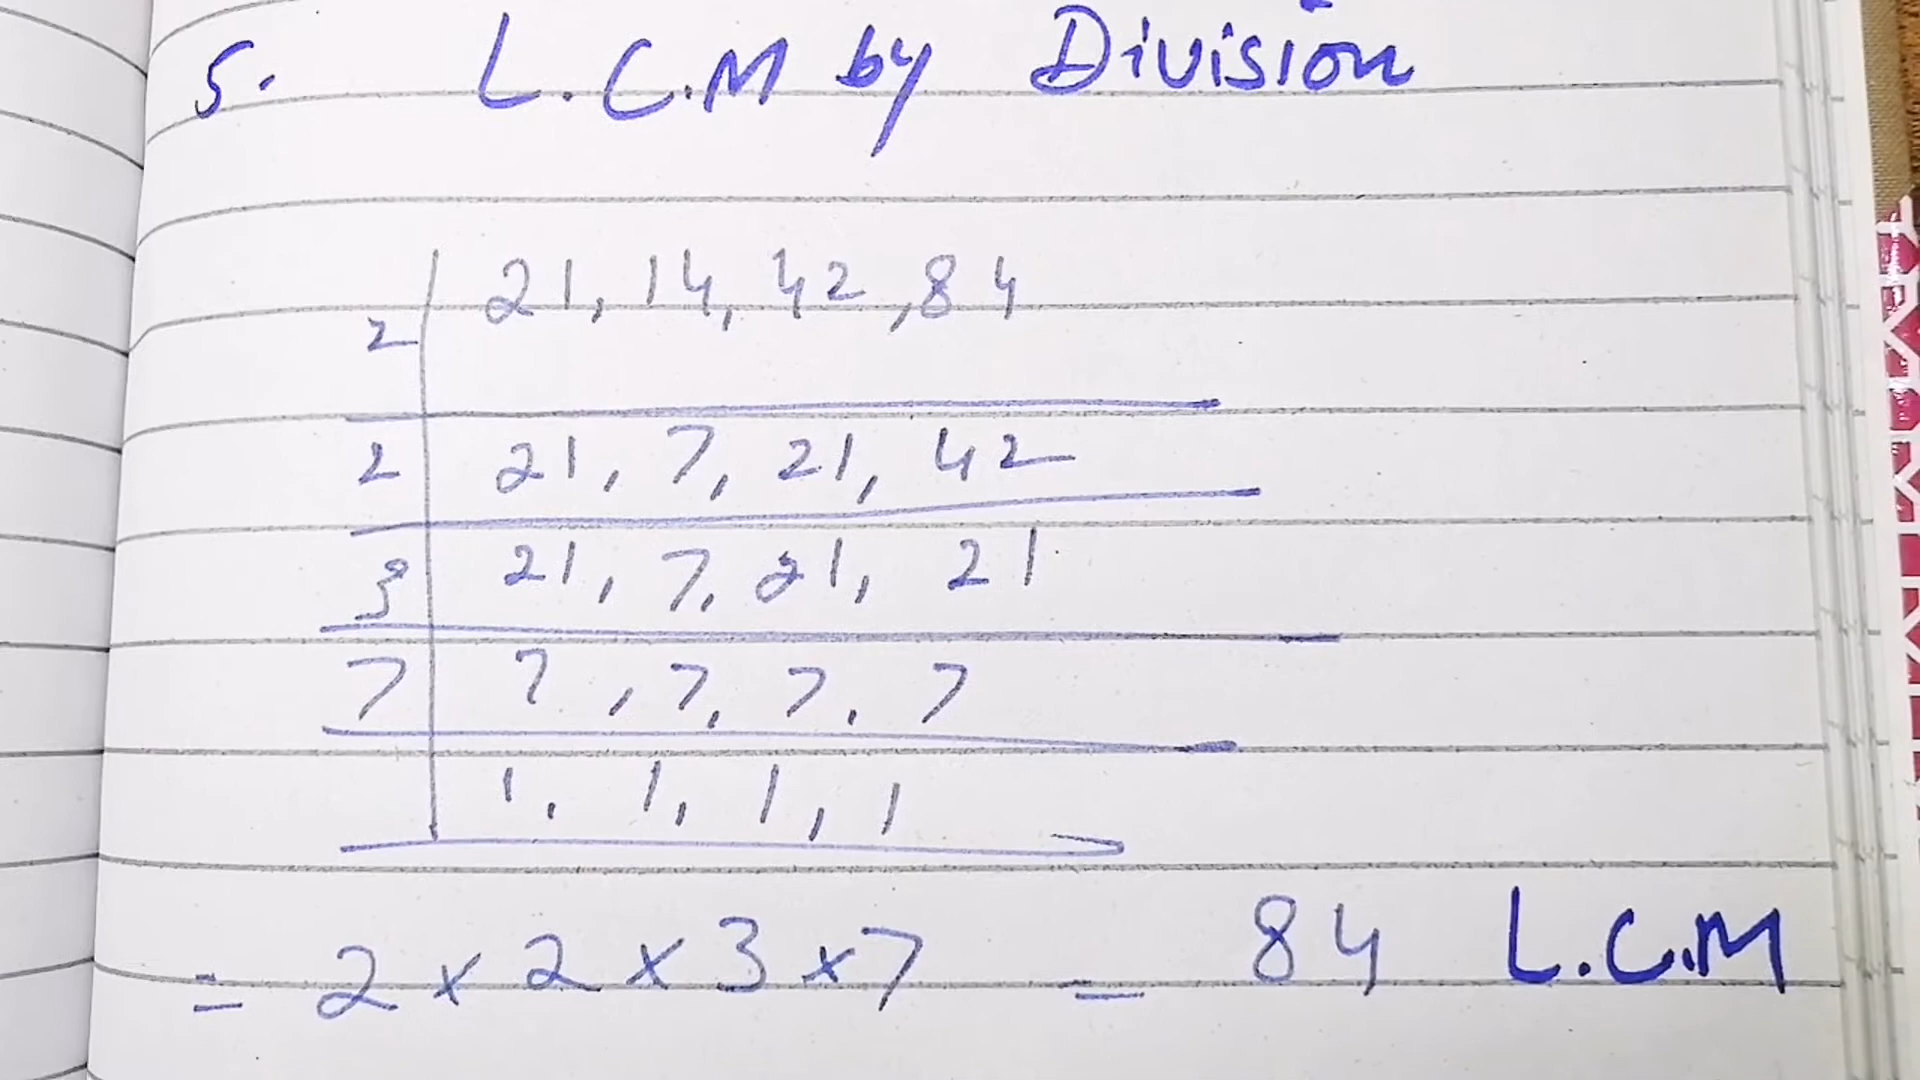 5. L.C.M by Division
2 | 21, 14, 42, 84
2 | 21, 7, 21, 42
3 | 21, 7, 21, 21
7 | 7, 7, 7, 7
1, 1, 1, 1
= 2 × 2 × 3 × 7 = 84 L.C.M